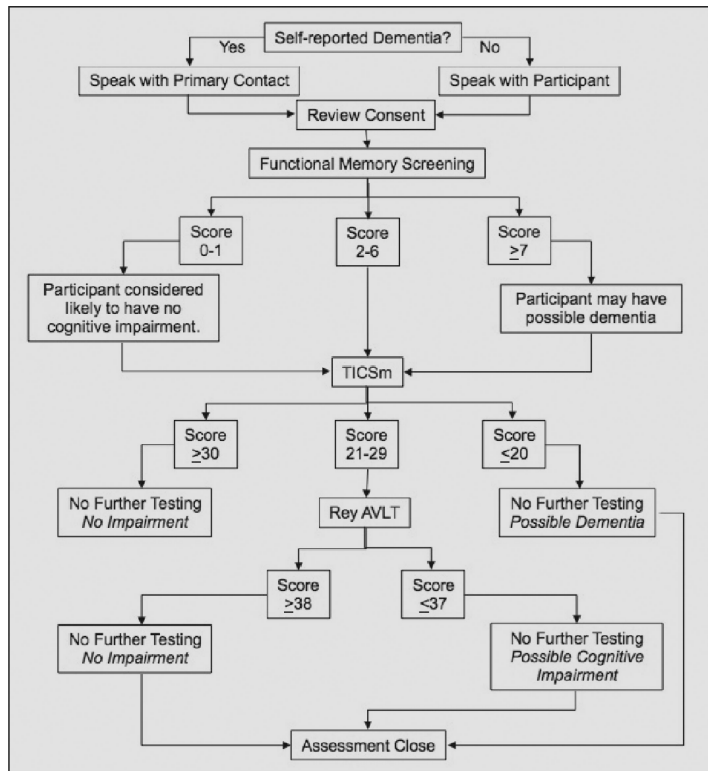 Self-reported Dementia?
Yes
No
Speak with Primary Contact
Speak with Participant
Review Consent
Functional Memory Screening
Score
0-1
Score
2-6
Score
≥7
Participant considered
likely to have no
cognitive impairment.
Participant may have
possible dementia
TICSm
Score
≥30
Score
21-29
Score
≤20
No Further Testing
No Impairment
Rey AVLT
No Further Testing
Possible Dementia
Score
≥38
Score
≤37
No Further Testing
No Impairment
No Further Testing
Possible Cognitive
Impairment
Assessment Close